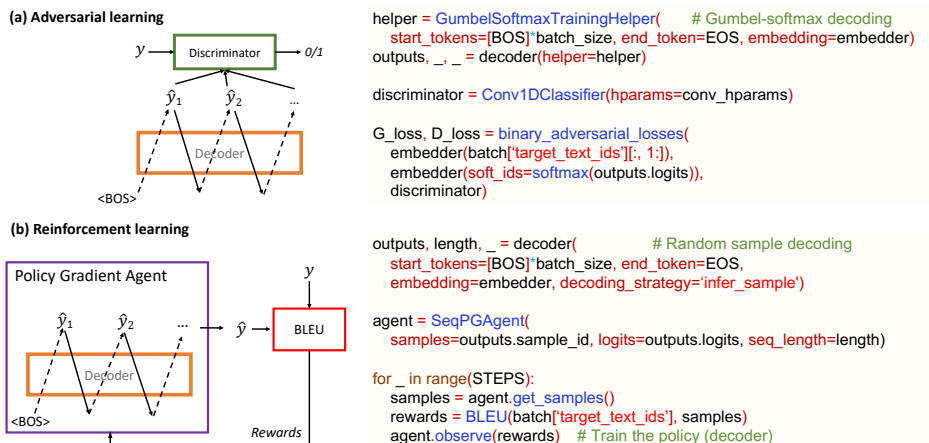 (a) Adversarial learning
y
Discriminator
0/1
ŷ1
ŷ2
...
Decoder
<BOS>
helper = GumbelSoftmaxTrainingHelper(     # Gumbel-softmax decoding
start_tokens=[BOS]*batch_size, end_token=EOS, embedding=embedder)
outputs, _, _ = decoder(helper=helper)
discriminator = Conv1DClassifier(hparams=conv_hparams)
G_loss, D_loss = binary_adversarial_losses(
embedder(batch['target_text_ids'][:, 1:]),
embedder(soft_ids=softmax(outputs.logits)),
discriminator)
(b) Reinforcement learning
Policy Gradient Agent
y
ŷ1
ŷ2
...
ŷ
BLEU
Decoder
<BOS>
Rewards
outputs, length, _ = decoder(     # Random sample decoding
start_tokens=[BOS]*batch_size, end_token=EOS,
embedding=embedder, decoding_strategy='infer_sample')
agent = SeqPGAgent(
samples=outputs.sample_id, logits=outputs.logits, seq_length=length)
for _ in range(STEPS):
samples = agent.get_samples()
rewards = BLEU(batch['target_text_ids'], samples)
agent.observe(rewards)   # Train the policy (decoder)